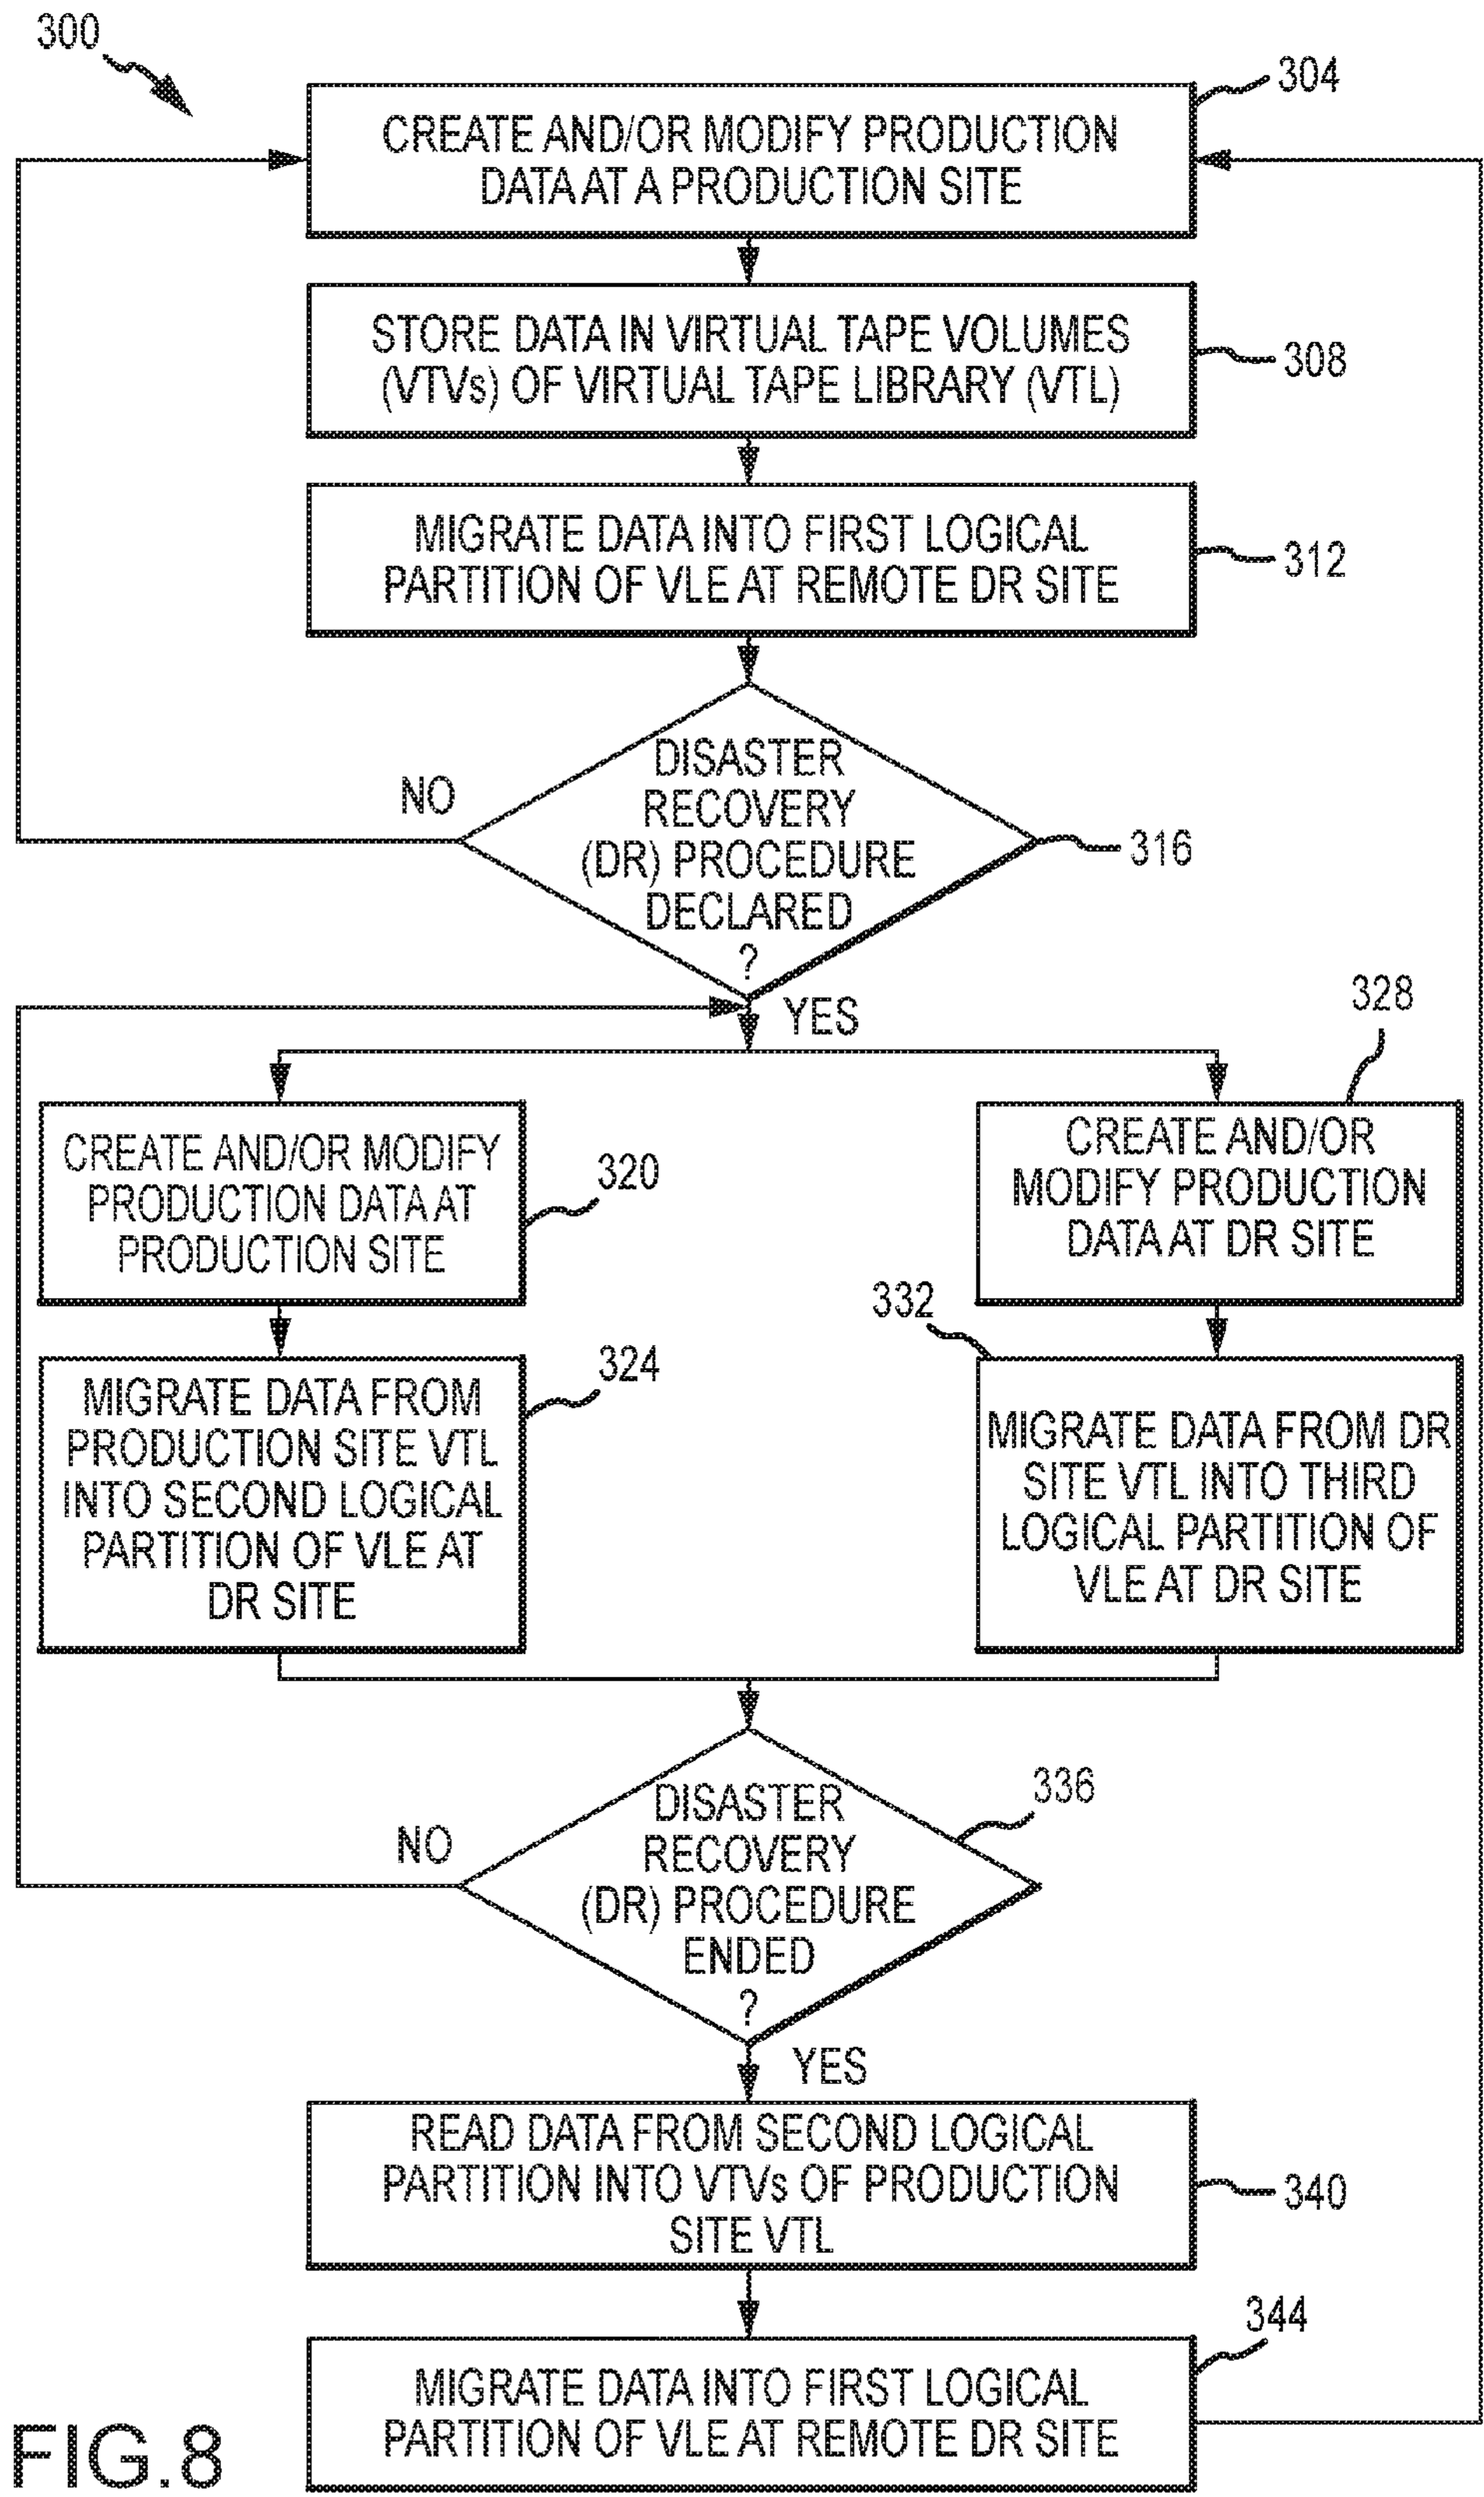 300
304
CREATE AND/OR MODIFY PRODUCTION
DATA AT A PRODUCTION SITE
STORE DATA IN VIRTUAL TAPE VOLUMES
(VTVs) OF VIRTUAL TAPE LIBRARY (VTL)
308
MIGRATE DATA INTO FIRST LOGICAL
PARTITION OF VLE AT REMOTE DR SITE
312
DISASTER
RECOVERY
(DR) PROCEDURE
DECLARED
?
NO
316
YES
328
CREATE AND/OR MODIFY
PRODUCTION DATA AT
PRODUCTION SITE
320
CREATE AND/OR
MODIFY PRODUCTION
DATA AT DR SITE
332
324
MIGRATE DATA FROM
PRODUCTION SITE VTL
INTO SECOND LOGICAL
PARTITION OF VLE AT
DR SITE
MIGRATE DATA FROM DR
SITE VTL INTO THIRD
LOGICAL PARTITION OF
VLE AT DR SITE
DISASTER
RECOVERY
(DR) PROCEDURE
ENDED
?
336
NO
YES
READ DATA FROM SECOND LOGICAL
PARTITION INTO VTVs OF PRODUCTION
SITE VTL
340
344
MIGRATE DATA INTO FIRST LOGICAL
PARTITION OF VLE AT REMOTE DR SITE
FIG.8